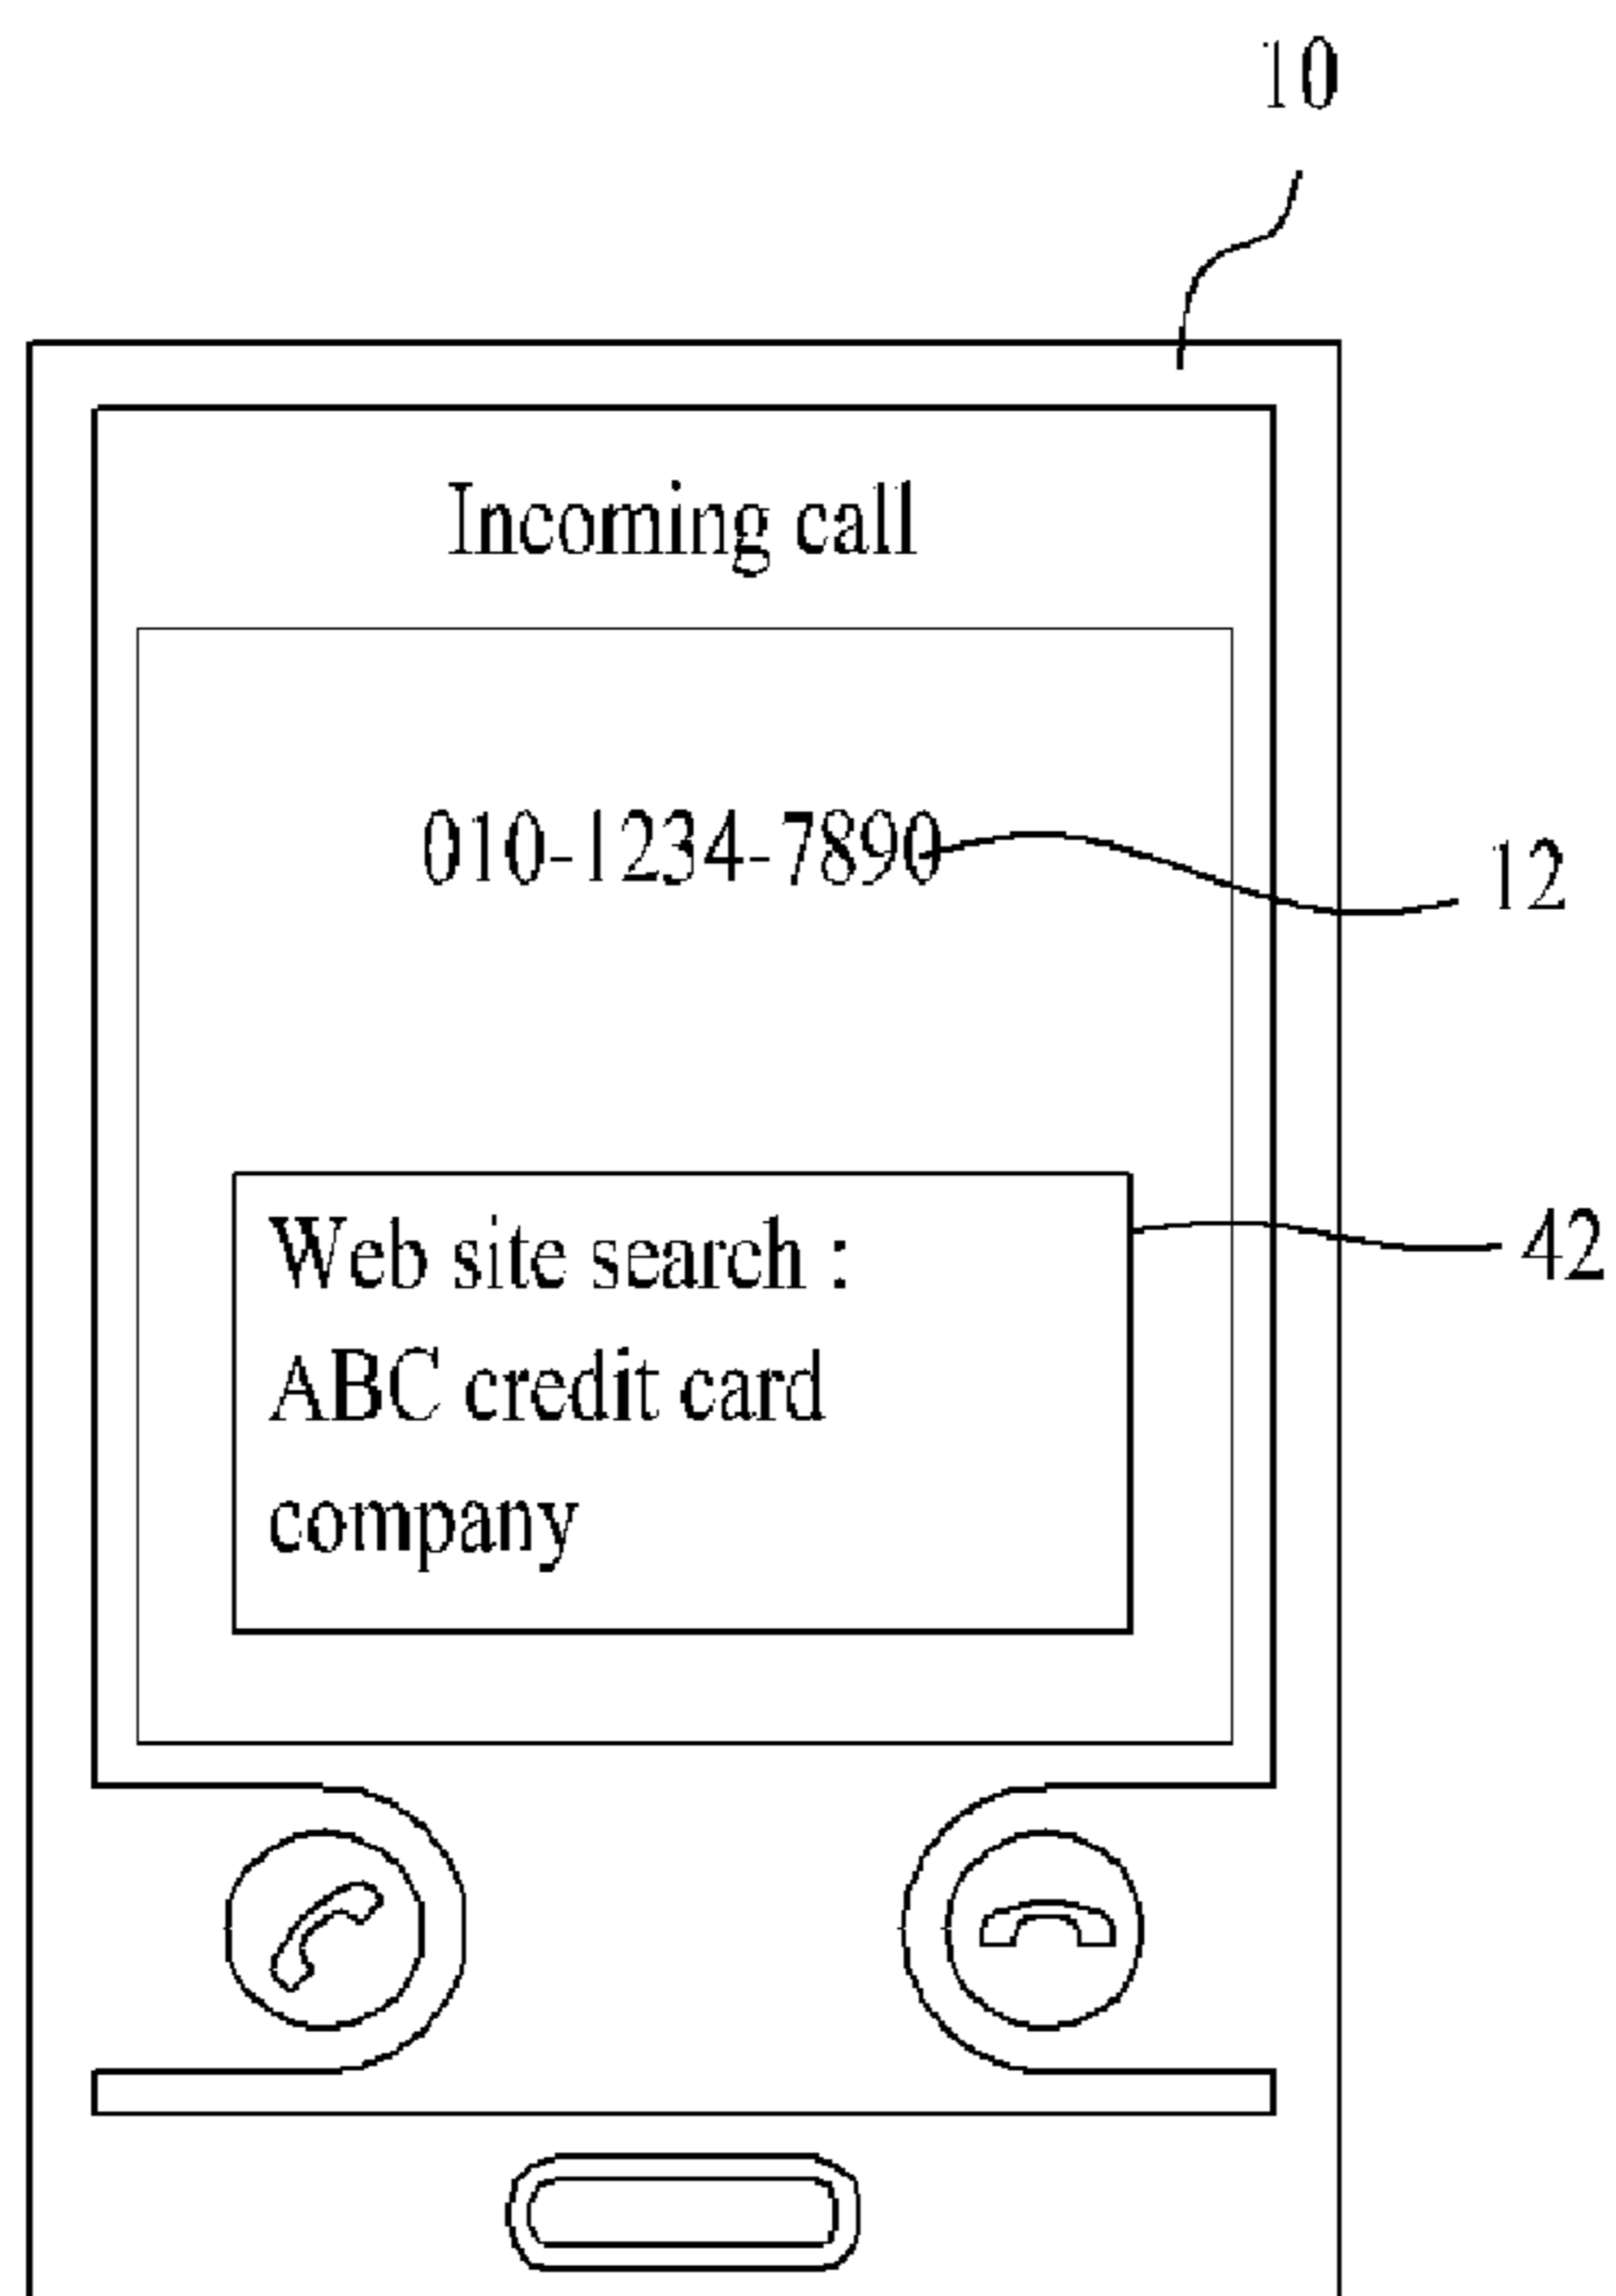 10
Incoming call
010-1234-7890
12
Web site search :
42
ABC credit card
company